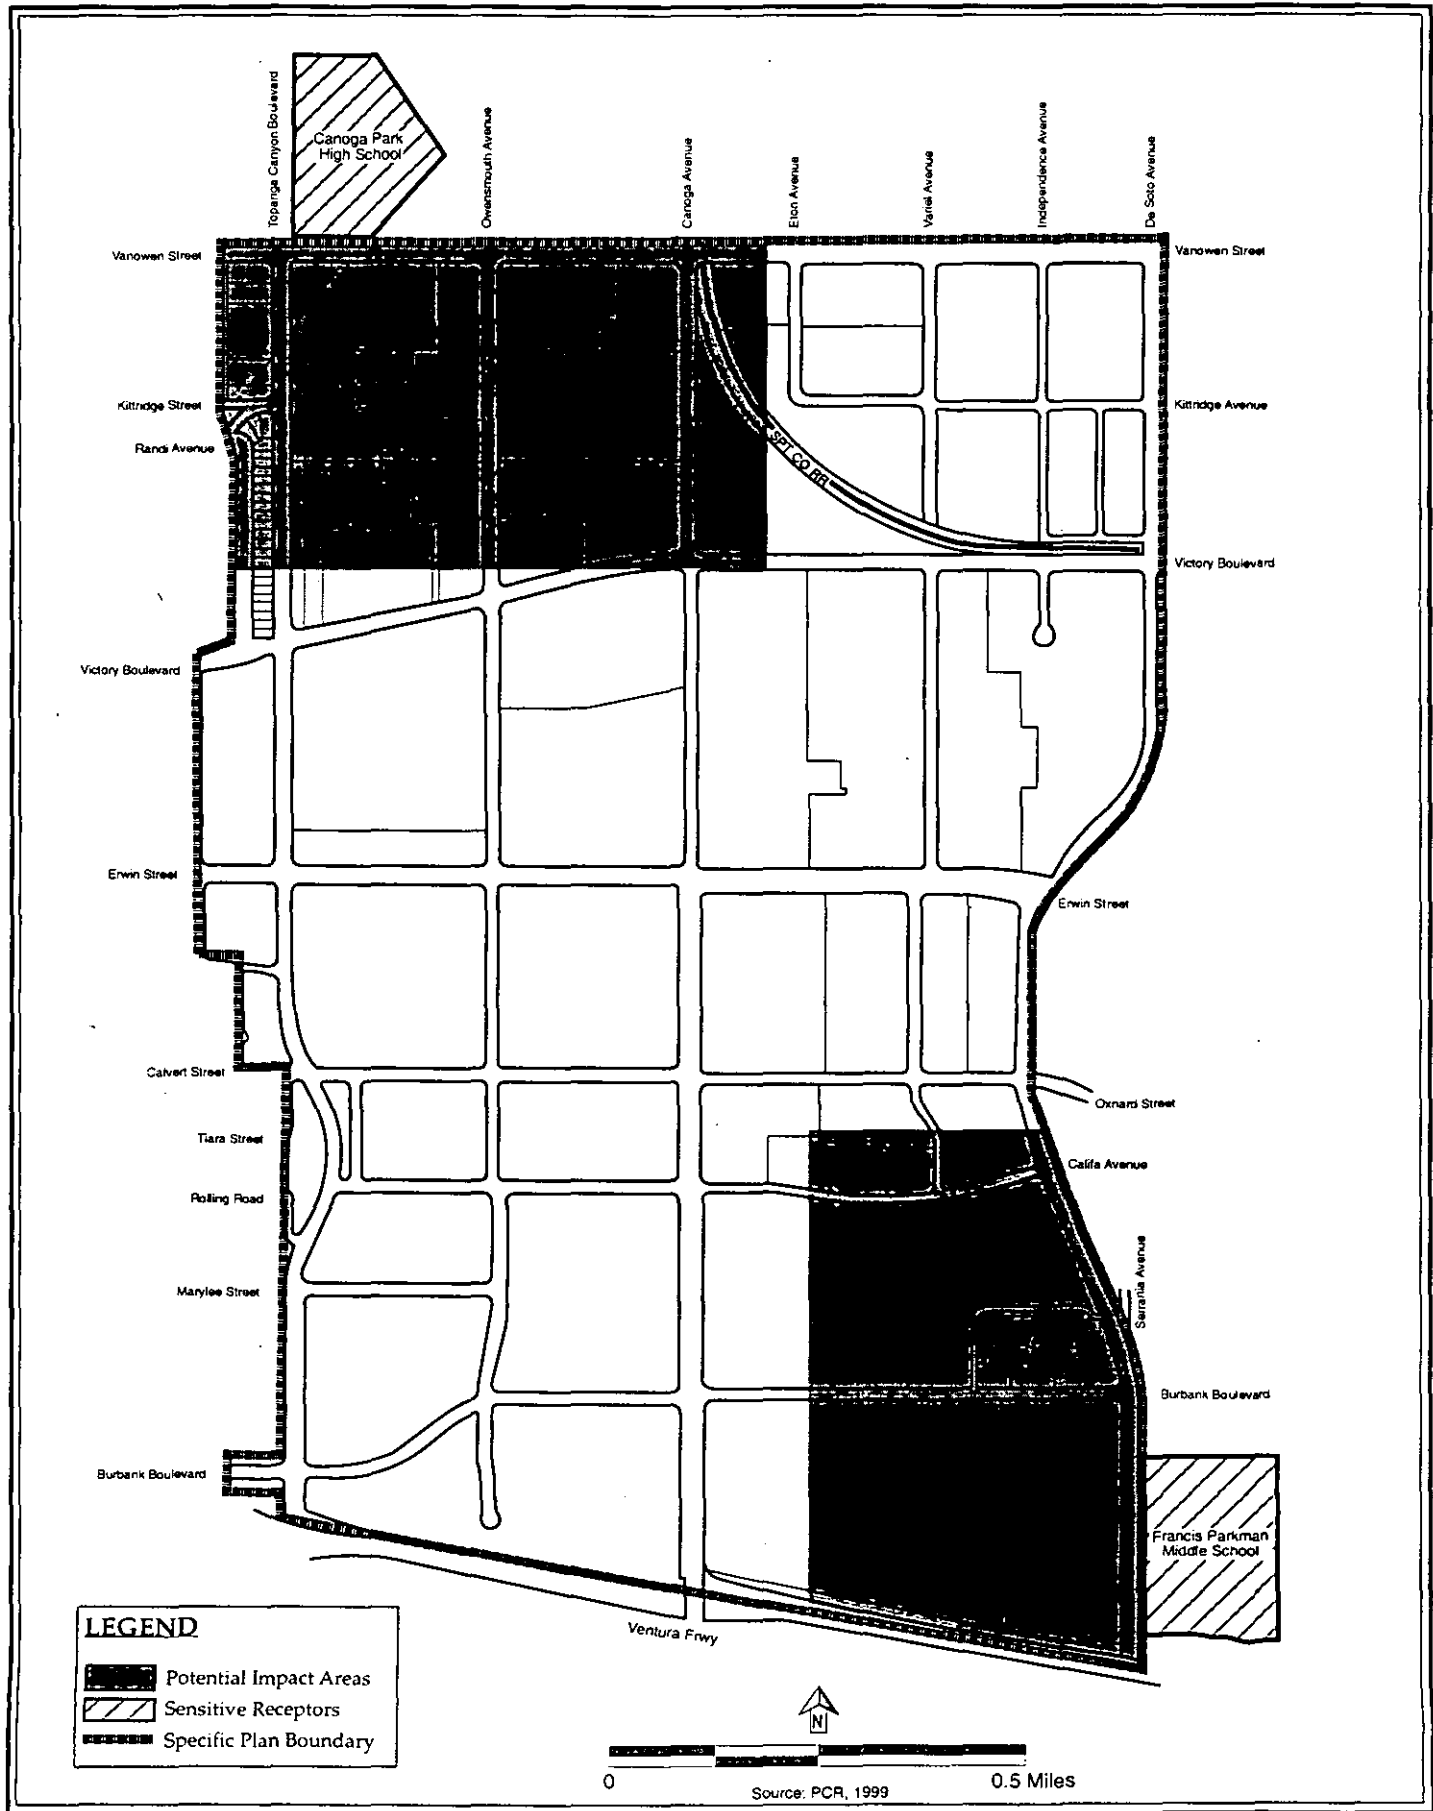 Topanga Canyon Boulevard
Canoga Park
High School
Owensmouth Avenue
Canoga Avenue
Eton Avenue
Variel Avenue
Independence Avenue
De Soto Avenue
Vanowen Street
Vanowen Street
Kittridge Street
Kittridge Avenue
Randi Avenue
SPT CO RR
Victory Boulevard
Victory Boulevard
Erwin Street
Erwin Street
Calvert Street
Oxnard Street
Tiara Street
Califa Avenue
Rolling Road
Serrania Avenue
Marylee Street
Burbank Boulevard
Burbank Boulevard
Francis Parkman
Middle School
Ventura Frwy
LEGEND
Potential Impact Areas
Sensitive Receptors
Specific Plan Boundary
N
0
0.5 Miles
Source: PCR, 1999